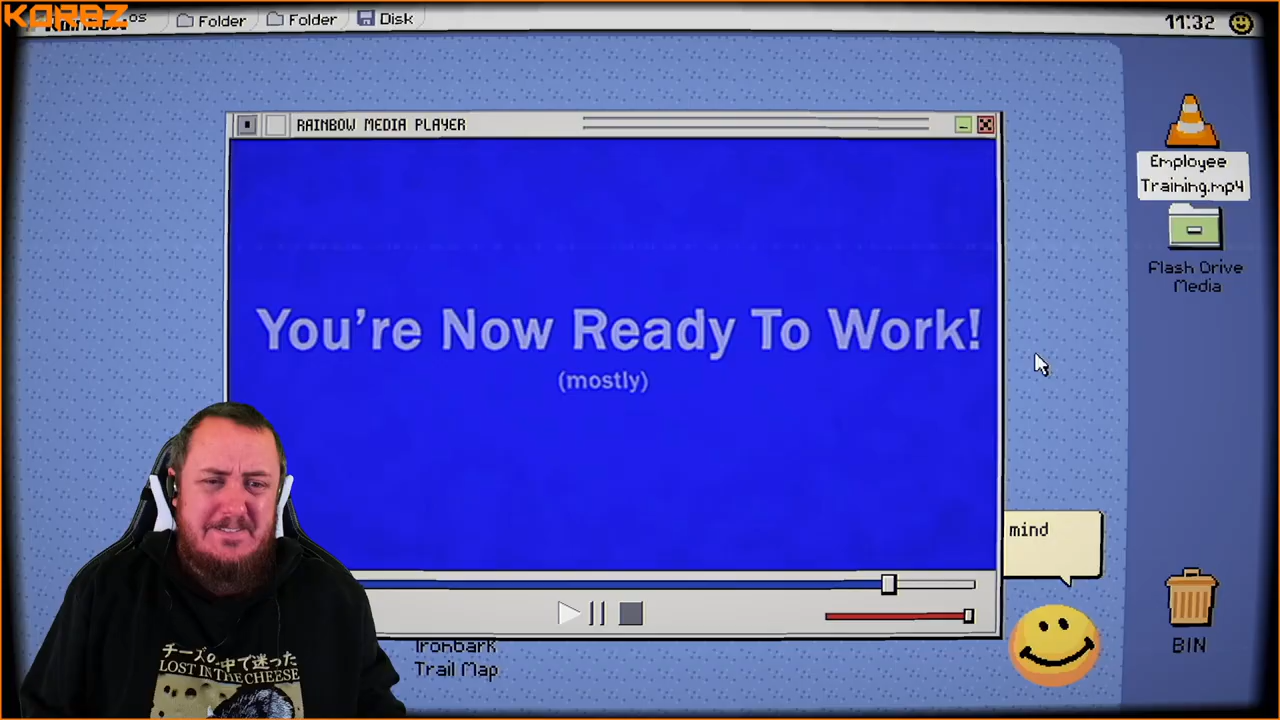 KORBZ
os
Folder
Folder
Disk
11:32
RAINBOW MEDIA PLAYER
Employee
Training.mp4
Flash Drive
Media
You're Now Ready To Work!
(mostly)
mind
BIN
Ironbark
Trail Map
チーズの中で迷った
LOST IN THE CHEESE